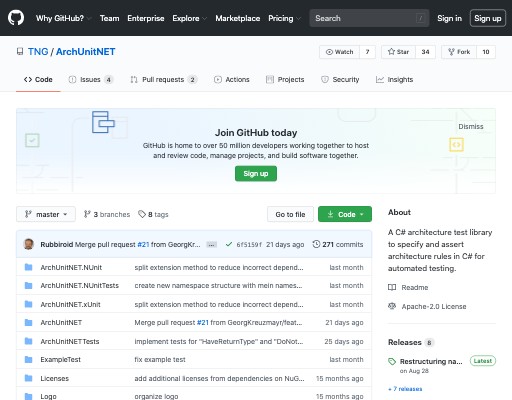 Why GitHub? Team Enterprise Explore Marketplace Pricing Search / Sign in Sign up
TNG / ArchUnitNET Watch 7 Star 34 Fork 10
Code Issues 4 Pull requests 2 Actions Projects Security Insights
Dismiss
Join GitHub today
GitHub is home to over 50 million developers working together to host
and review code, manage projects, and build software together.
Sign up
master 3 branches 8 tags Go to file Code
About
A C# architecture test library
to specify and assert
architecture rules in C# for
automated testing.
Readme
Apache-2.0 License
Releases 8
Restructuring na... Latest
on Aug 28
+ 7 releases
Rubbiroid Merge pull request #21 from GeorgKr... ... 6f5159f 21 days ago 271 commits
ArchUnitNET.NUnit split extension method to reduce incorrect depend... last month
ArchUnitNET.NUnitTests create new namespace structure with mein names... last month
ArchUnitNET.xUnit split extension method to reduce incorrect depend... last month
ArchUnitNET Merge pull request #21 from GeorgKreuzmayr/feat... 21 days ago
ArchUnitNETTests implement tests for "HaveReturnType" and "DoNot... 25 days ago
ExampleTest fix example test last month
Licenses add additional licenses from dependencies on NuG... 15 months ago
Logo organize logo 15 months ago